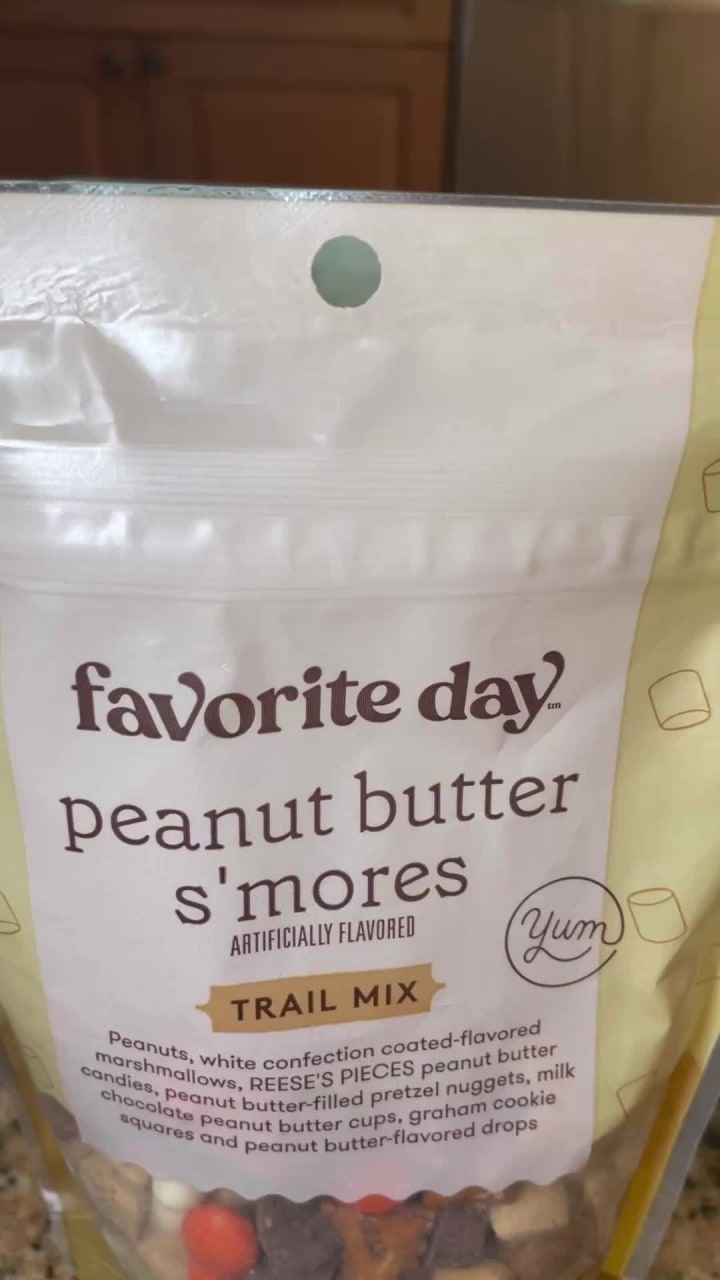 favorite day™
peanut butter
s'mores
ARTIFICIALLY FLAVORED
Yum
TRAIL MIX
Peanuts, white confection coated-flavored
marshmallows, REESE'S PIECES peanut butter
candies, peanut butter-filled pretzel nuggets, milk
chocolate peanut butter cups, graham cookie
squares and peanut butter-flavored drops